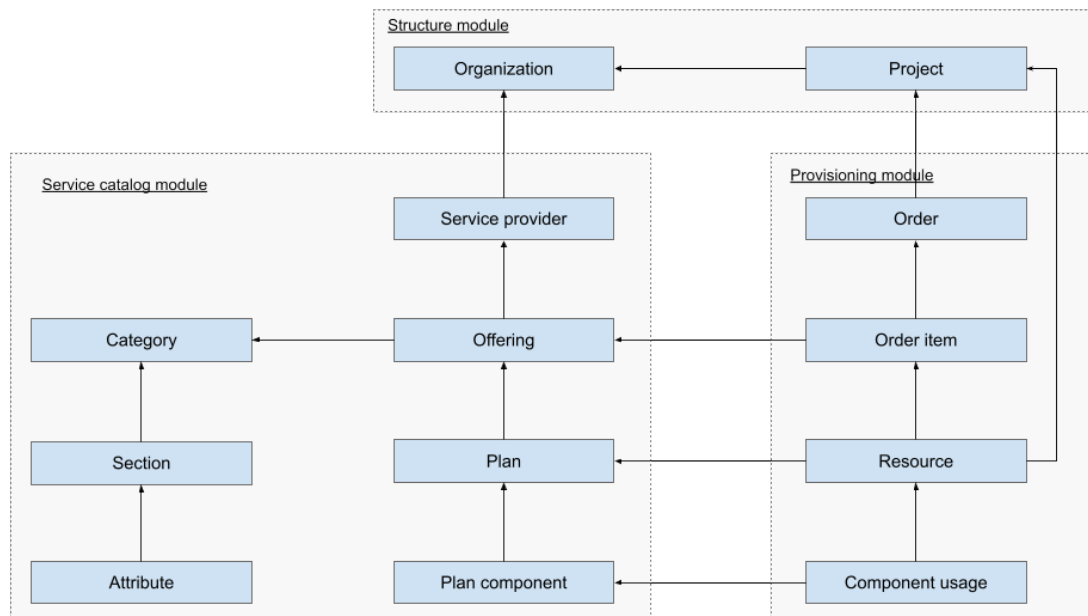 Structure module
Organization
Project
Service catalog module
Provisioning module
Service provider
Order
Category
Offering
Order item
Section
Plan
Resource
Attribute
Plan component
Component usage